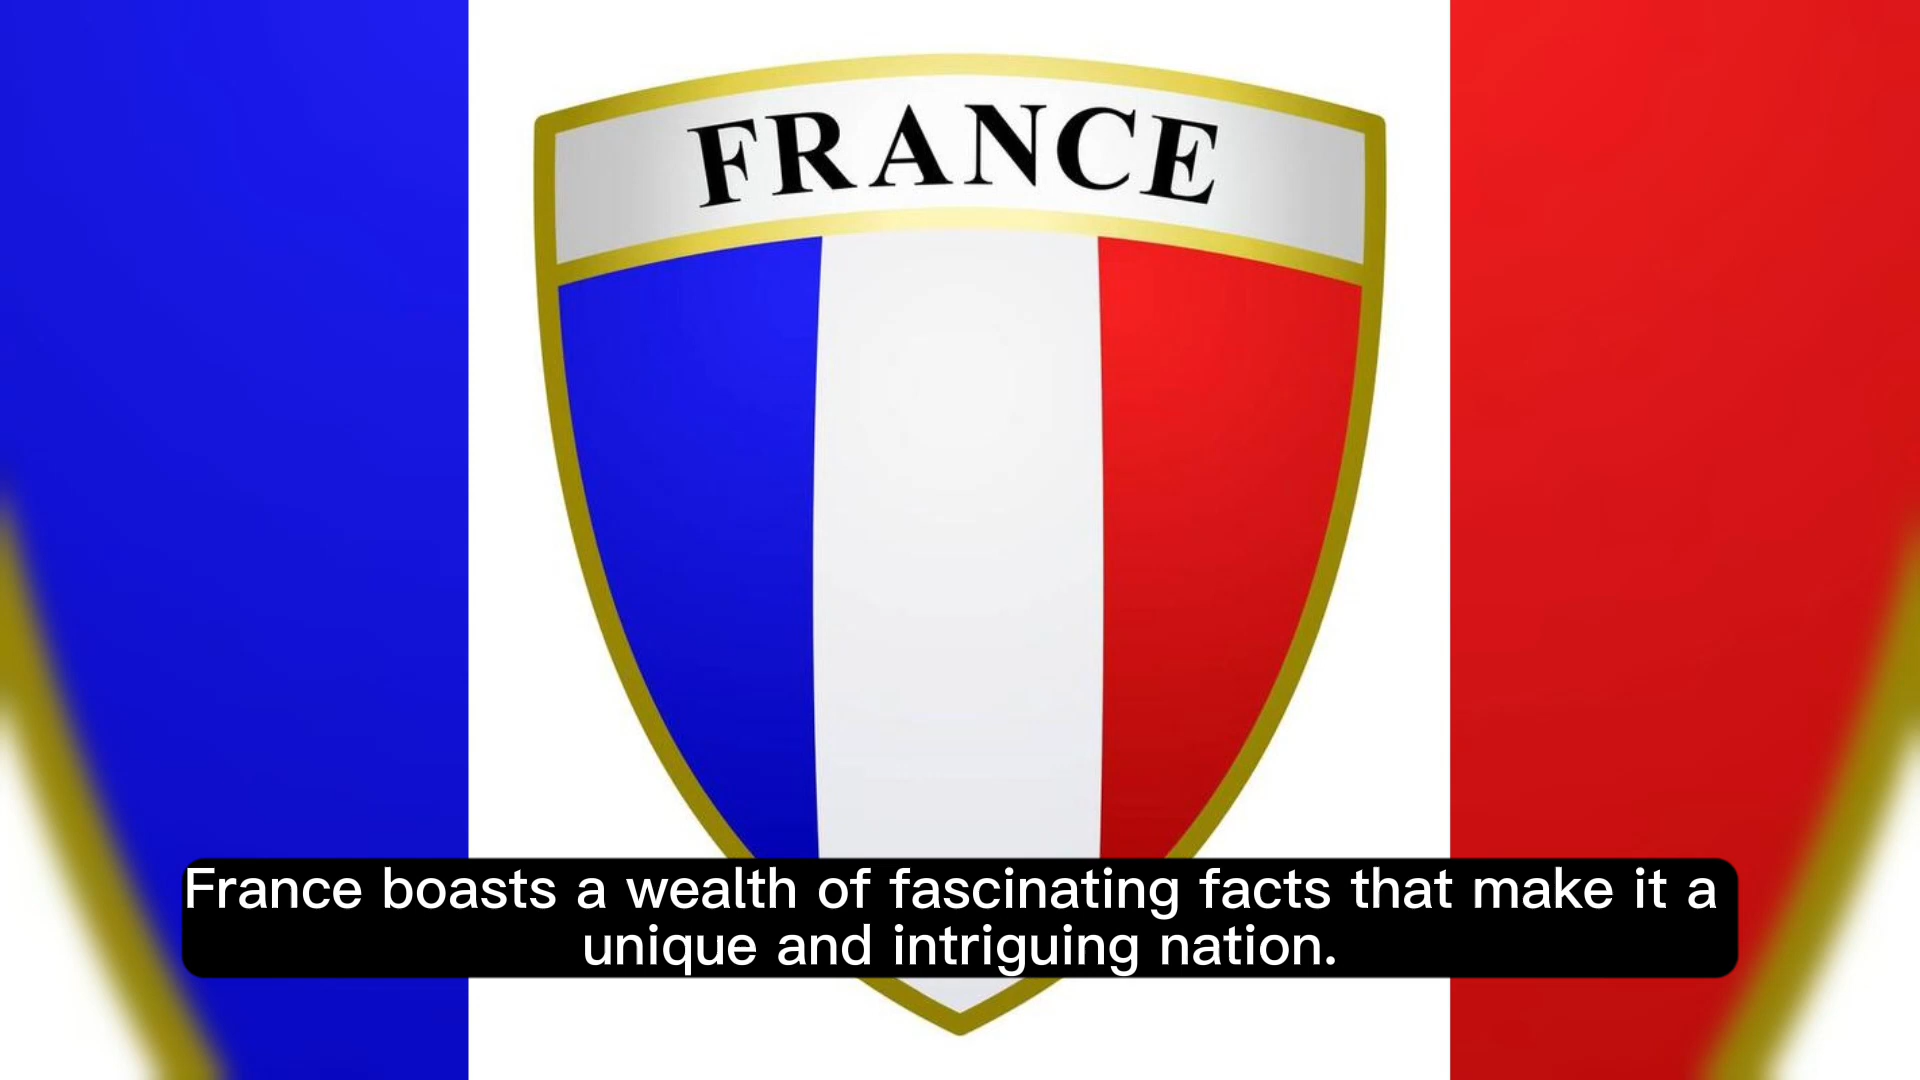 FRANCE
France boasts a wealth of fascinating facts that make it a
unique and intriguing nation.